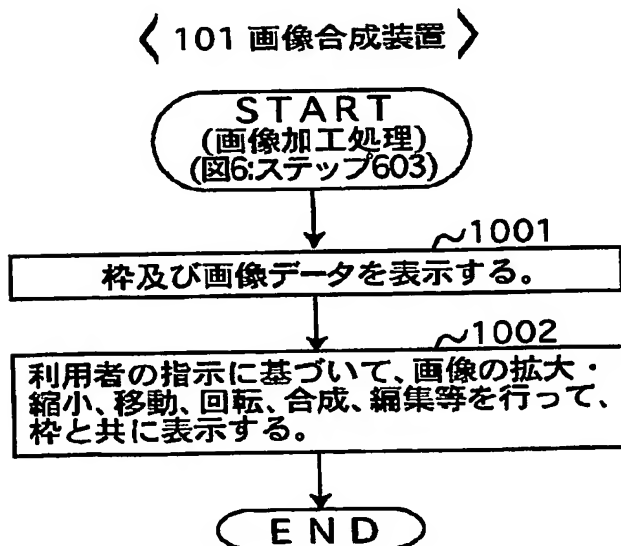 〈 101 画像合成装置 〉
START
(画像加工処理)
(図6:ステップ603)
1001
枠及び画像データを表示する。
1002
利用者の指示に基づいて、画像の拡大・
縮小、移動、回転、合成、編集等を行って、
枠と共に表示する。
END